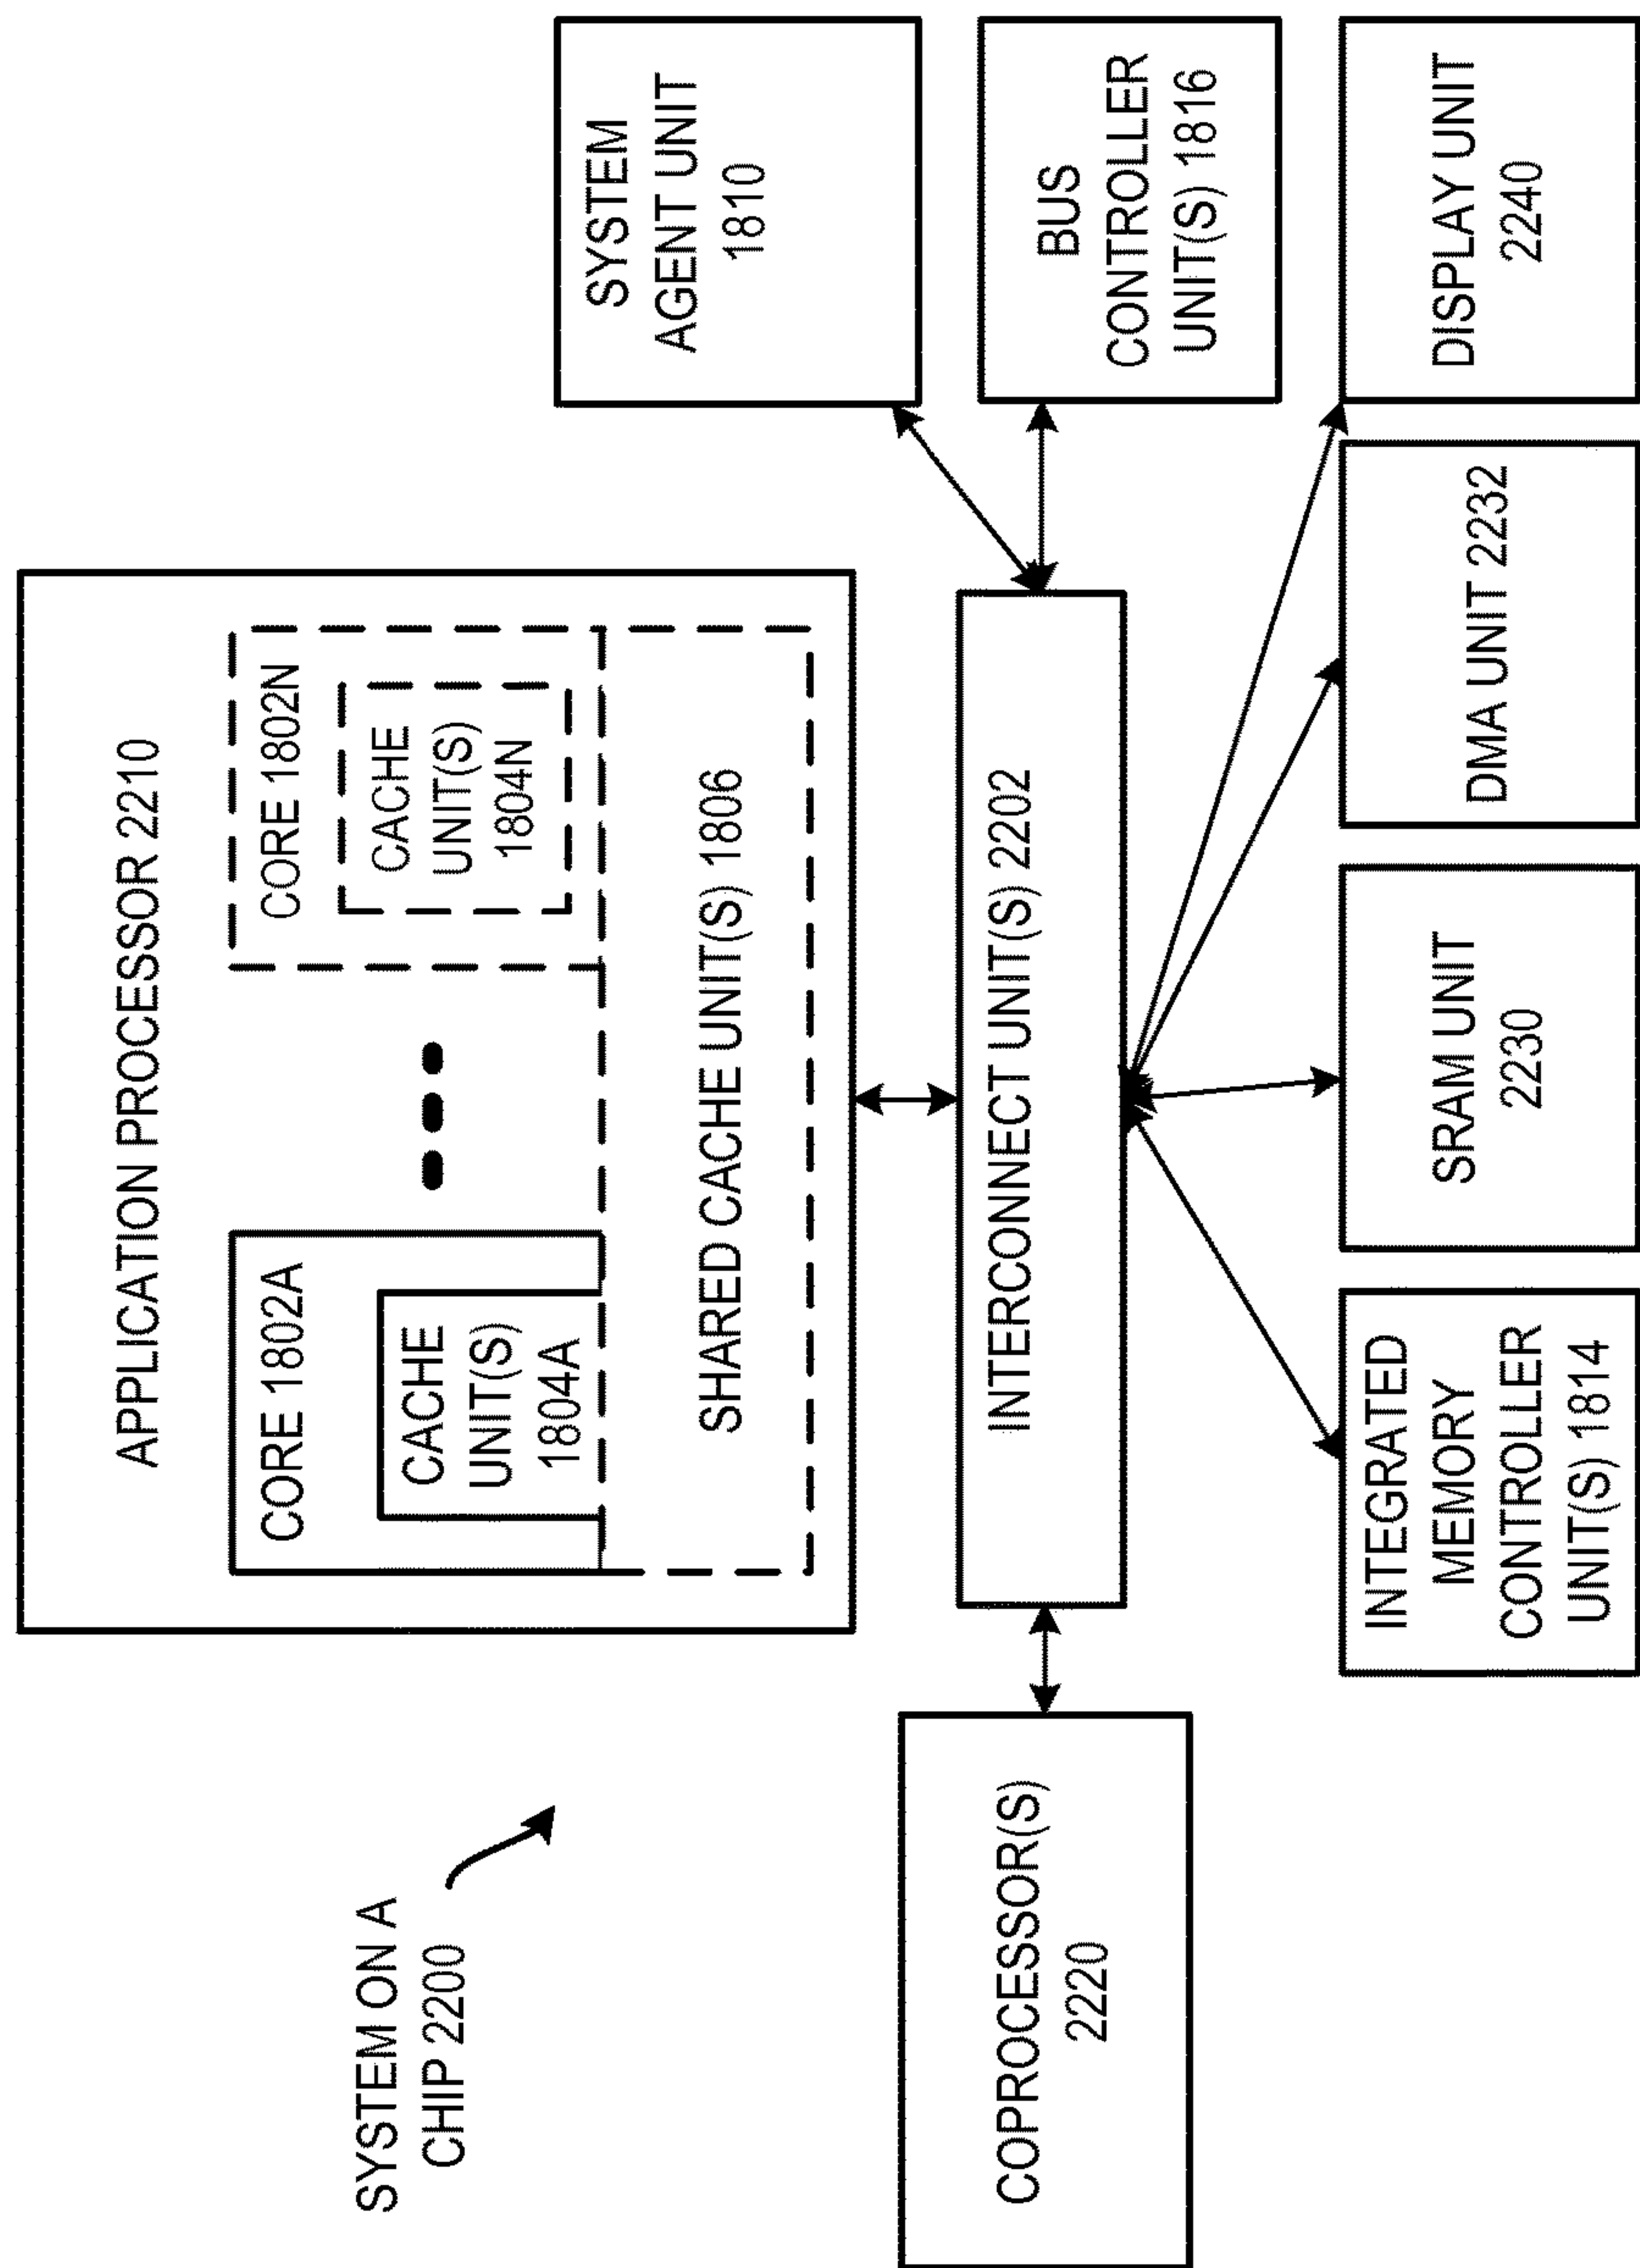 SYSTEM ON A
CHIP 2200
APPLICATION PROCESSOR 2210
CORE 1802A
CACHE
UNIT(S)
1804A
CORE 1802N
CACHE
UNIT(S)
1804N
SHARED CACHE UNIT(S) 1806
SYSTEM
AGENT UNIT
1810
COPROCESSOR(S)
2220
INTERCONNECT UNIT(S) 2202
BUS
CONTROLLER
UNIT(S) 1816
INTEGRATED
MEMORY
CONTROLLER
UNIT(S) 1814
SRAM UNIT
2230
DMA UNIT 2232
DISPLAY UNIT
2240